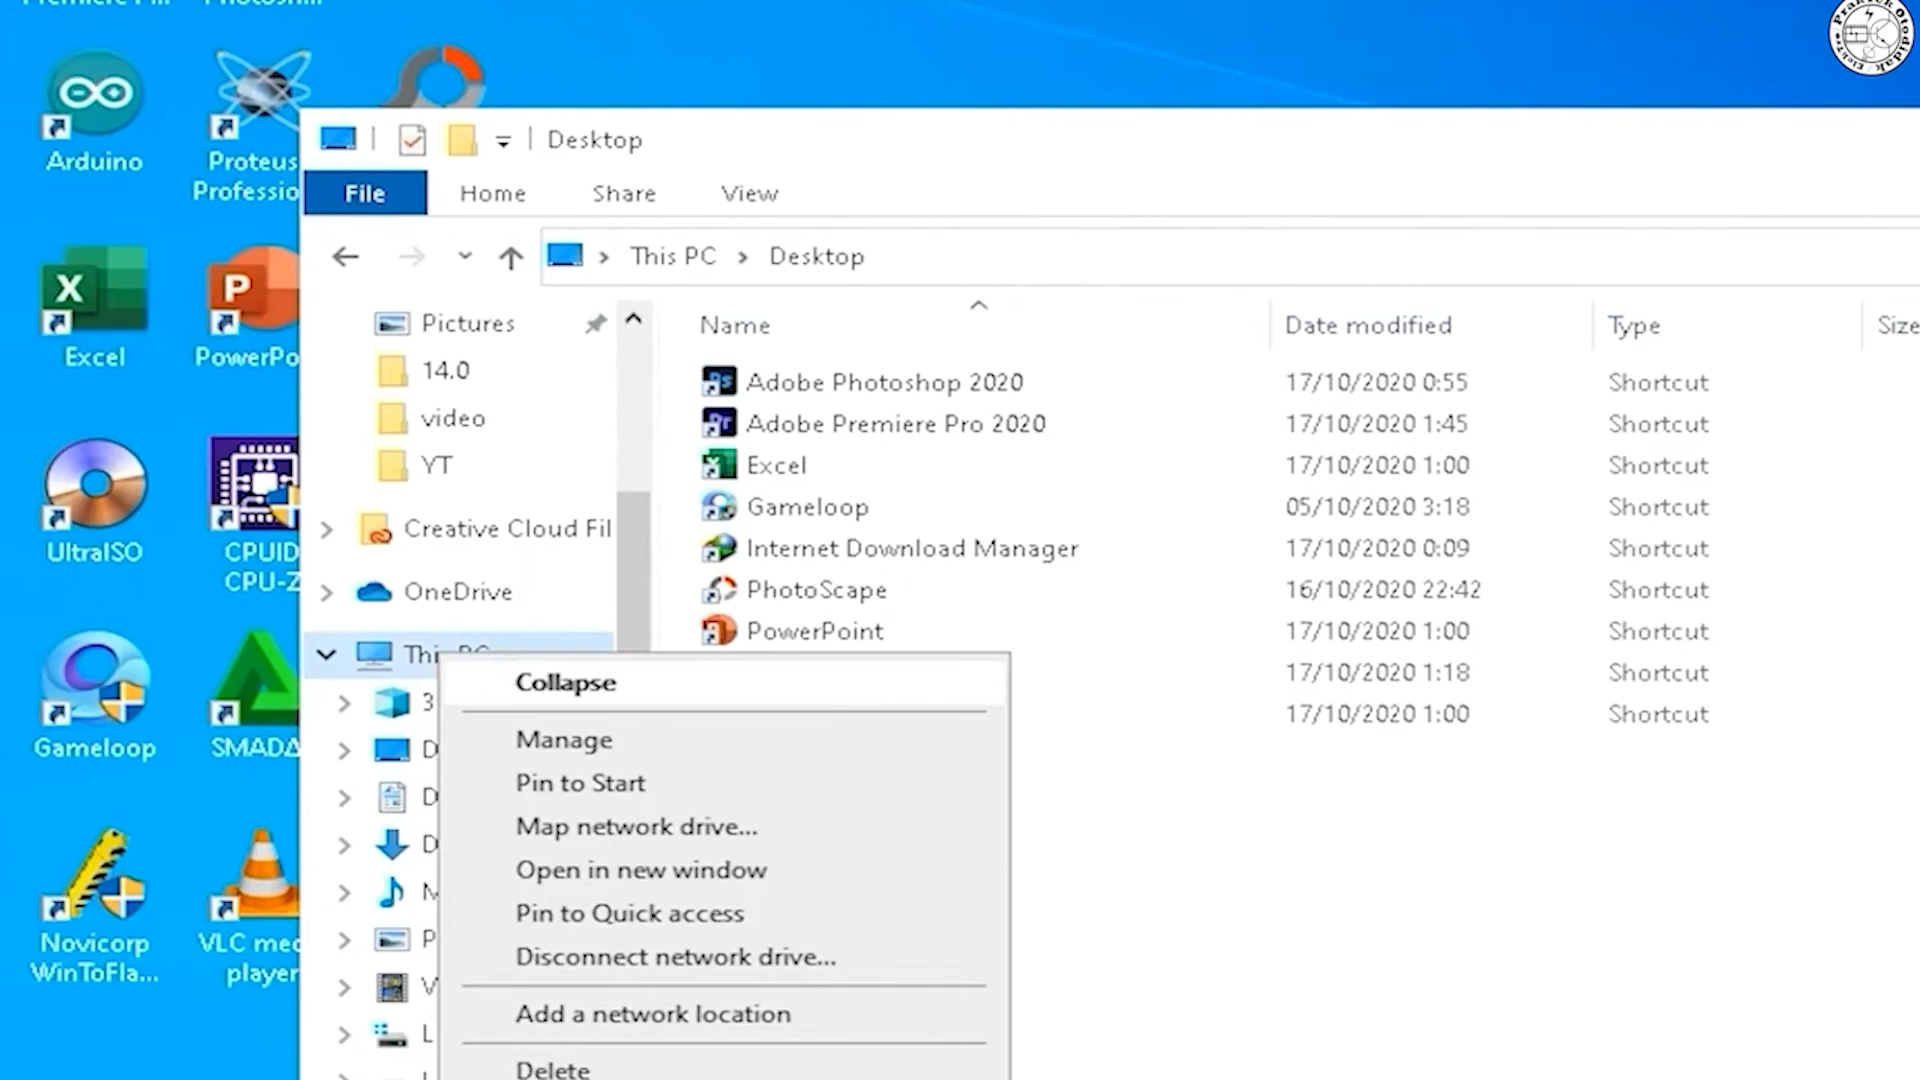 Arduino
Proteus
Professio
Excel
PowerPo
UltraISO
CPUID
CPU-Z
Gameloop
SMADA
Novicorp
WinToFla...
VLC med
player
Desktop
File
Home
Share
View
This PC
Desktop
Pictures
14.0
video
YT
Creative Cloud Fil
OneDrive
This PC
3
D
D
D
M
P
V
L
Name
Date modified
Type
Size
Adobe Photoshop 2020 17/10/2020 0:55 Shortcut
Adobe Premiere Pro 2020 17/10/2020 1:45 Shortcut
Excel 17/10/2020 1:00 Shortcut
Gameloop 05/10/2020 3:18 Shortcut
Internet Download Manager 17/10/2020 0:09 Shortcut
PhotoScape 16/10/2020 22:42 Shortcut
PowerPoint 17/10/2020 1:00 Shortcut
17/10/2020 1:18 Shortcut
17/10/2020 1:00 Shortcut
Collapse
Manage
Pin to Start
Map network drive...
Open in new window
Pin to Quick access
Disconnect network drive...
Add a network location
Delete